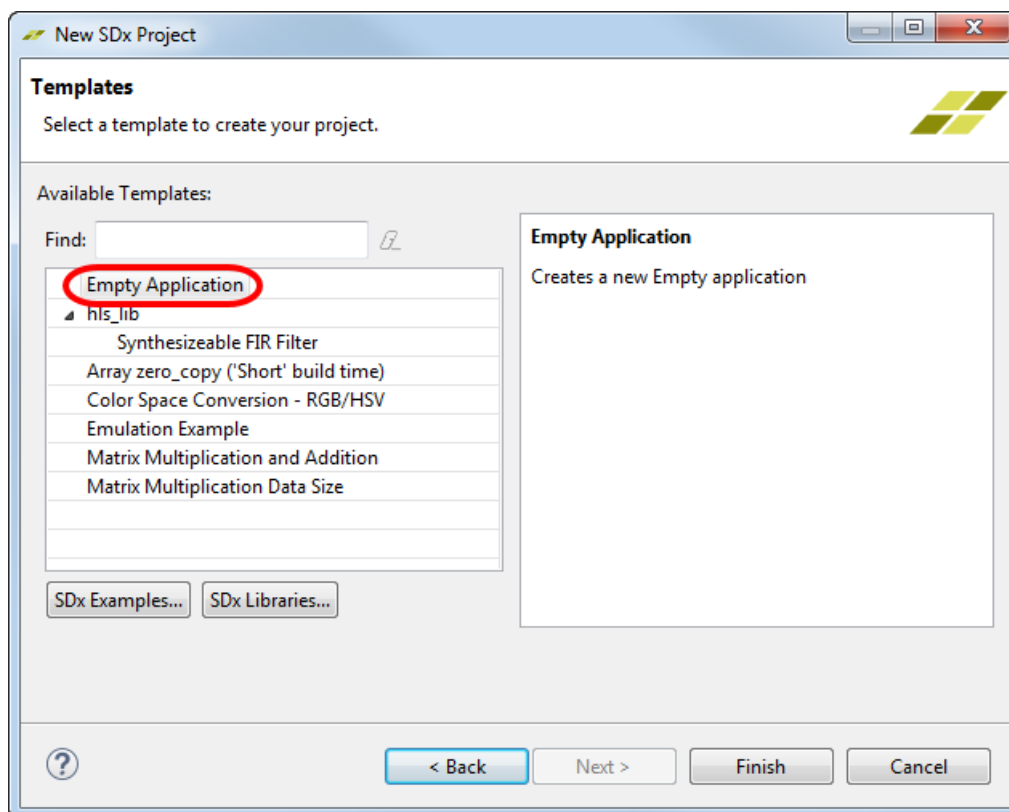 New SDx Project
Templates
Select a template to create your project.
Available Templates:
Find:
Empty Application
hls_lib
Synthesizeable FIR Filter
Array zero_copy ('Short' build time)
Color Space Conversion - RGB/HSV
Emulation Example
Matrix Multiplication and Addition
Matrix Multiplication Data Size
SDx Examples...
SDx Libraries...
Empty Application
Creates a new Empty application
?
< Back
Next >
Finish
Cancel